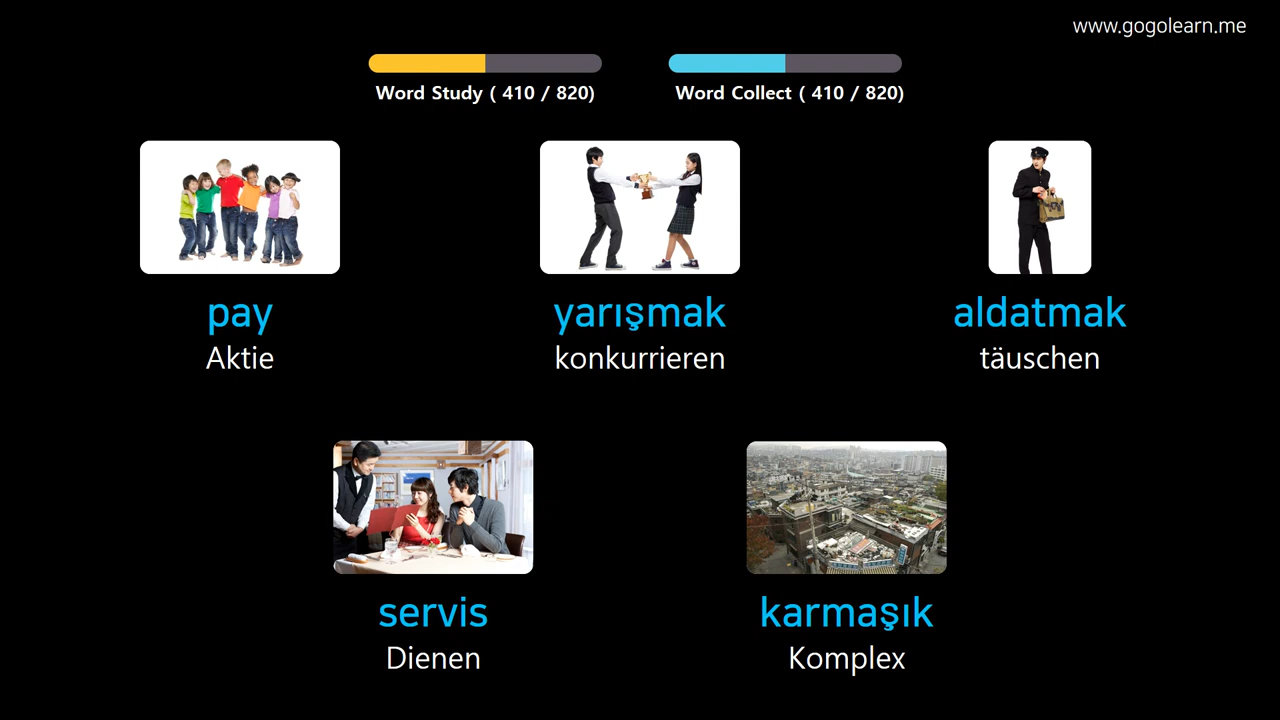 www.gogolearn.me
Word Study ( 410 / 820)
Word Collect ( 410 / 820)
pay
Aktie
yarışmak
konkurrieren
aldatmak
täuschen
servis
Dienen
karmaşık
Komplex